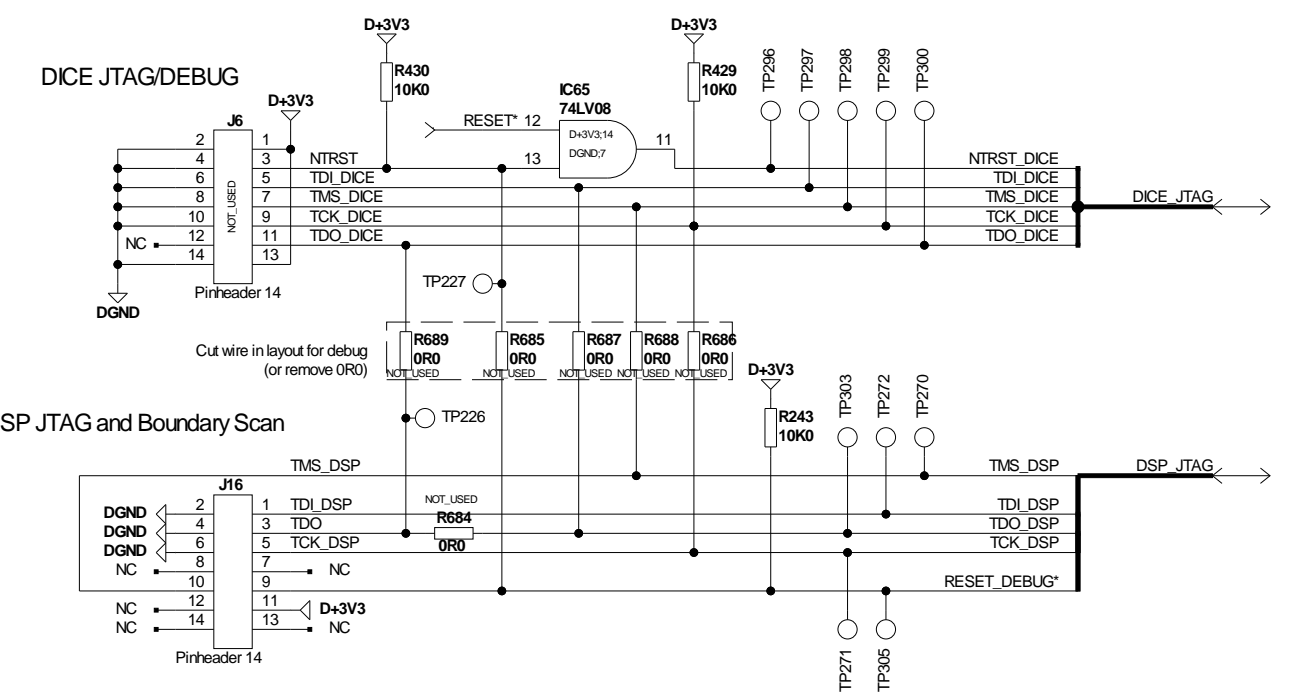 D+3V3
D+3V3
DICE JTAG/DEBUG
R430
10K0
IC65
74LV08
R429
10K0
TP296
TP297
TP298
TP299
TP300
D+3V3
J6
RESET* 12
D+3V3;14
DGND;7
11
13
2 1
4 3 NTRST NTRST_DICE
6 5 TDI_DICE TDI_DICE
8 7 TMS_DICE TMS_DICE DICE_JTAG
10 9 TCK_DICE TCK_DICE
NC 12 11 TDO_DICE TDO_DICE
14 13
NOT_USED
Pinheader 14
DGND
TP227
Cut wire in layout for debug
(or remove 0R0)
R689
0R0
NOT_USED
R685
0R0
NOT_USED
R687
0R0
NOT_USED
R688
0R0
NOT_USED
R686
0R0
NOT_USED
D+3V3
R243
10K0
TP303
TP272
TP270
TP226
SP JTAG and Boundary Scan
TMS_DSP TMS_DSP DSP_JTAG
J16
NOT_USED
R684
0R0
DGND 2 1 TDI_DSP TDI_DSP
DGND 4 3 TDO TDO_DSP
DGND 6 5 TCK_DSP TCK_DSP
NC 8 7 NC
10 9 RESET_DEBUG*
NC 12 11 D+3V3
NC 14 13 NC
Pinheader 14
TP271
TP305